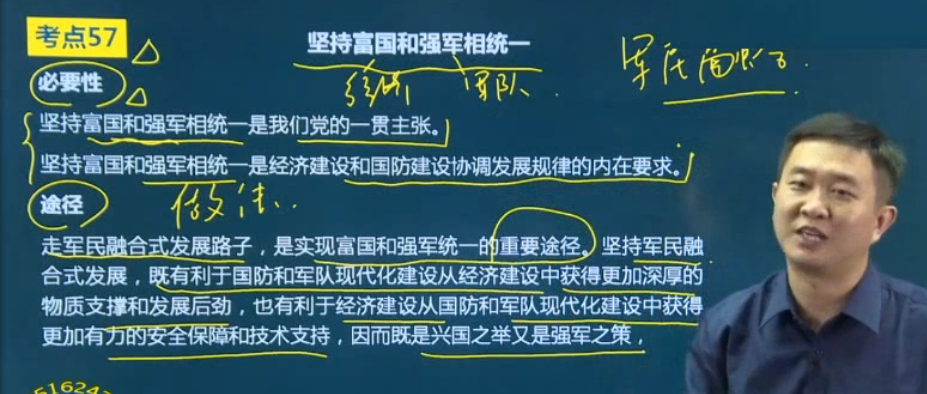 考点57
坚持富国和强军相统一
经济
军队
必要性
坚持富国和强军相统一是我们党的一贯主张。
坚持富国和强军相统一是经济建设和国防建设协调发展规律的内在要求。
途径
做法..
走军民融合式发展路子，是实现富国和强军统一的重要途径。坚持军民融
合式发展，既有利于国防和军队现代化建设从经济建设中获得更加深厚的
物质支撑和发展后劲，也有利于经济建设从国防和军队现代化建设中获得
更加有力的安全保障和技术支持，因而既是兴国之举又是强军之策，